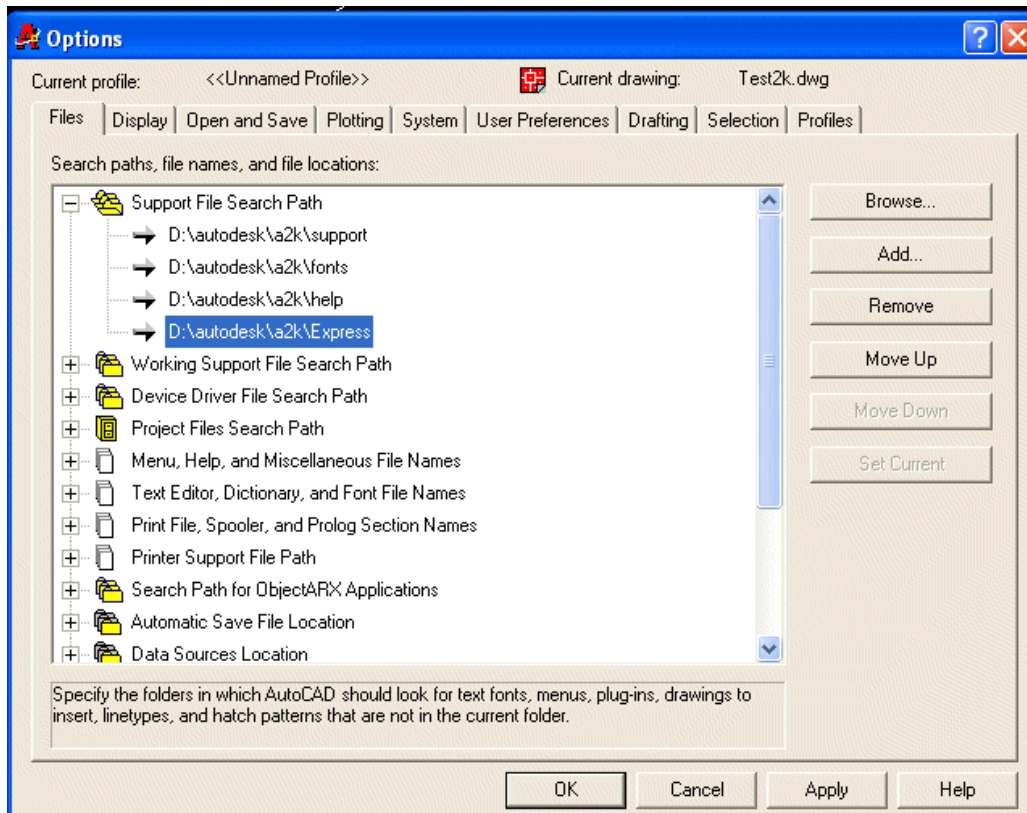 Options
Current profile: <<Unnamed Profile>> Current drawing: Test2k.dwg
Files Display Open and Save Plotting System User Preferences Drafting Selection Profiles
Search paths, file names, and file locations:
Support File Search Path
D:\autodesk\a2k\support
D:\autodesk\a2k\fonts
D:\autodesk\a2k\help
D:\autodesk\a2k\Express
Working Support File Search Path
Device Driver File Search Path
Project Files Search Path
Menu, Help, and Miscellaneous File Names
Text Editor, Dictionary, and Font File Names
Print File, Spooler, and Prolog Section Names
Printer Support File Path
Search Path for ObjectARX Applications
Automatic Save File Location
Data Sources Location
Browse...
Add...
Remove
Move Up
Move Down
Set Current
Specify the folders in which AutoCAD should look for text fonts, menus, plug-ins, drawings to
insert, linetypes, and hatch patterns that are not in the current folder.
OK Cancel Apply Help